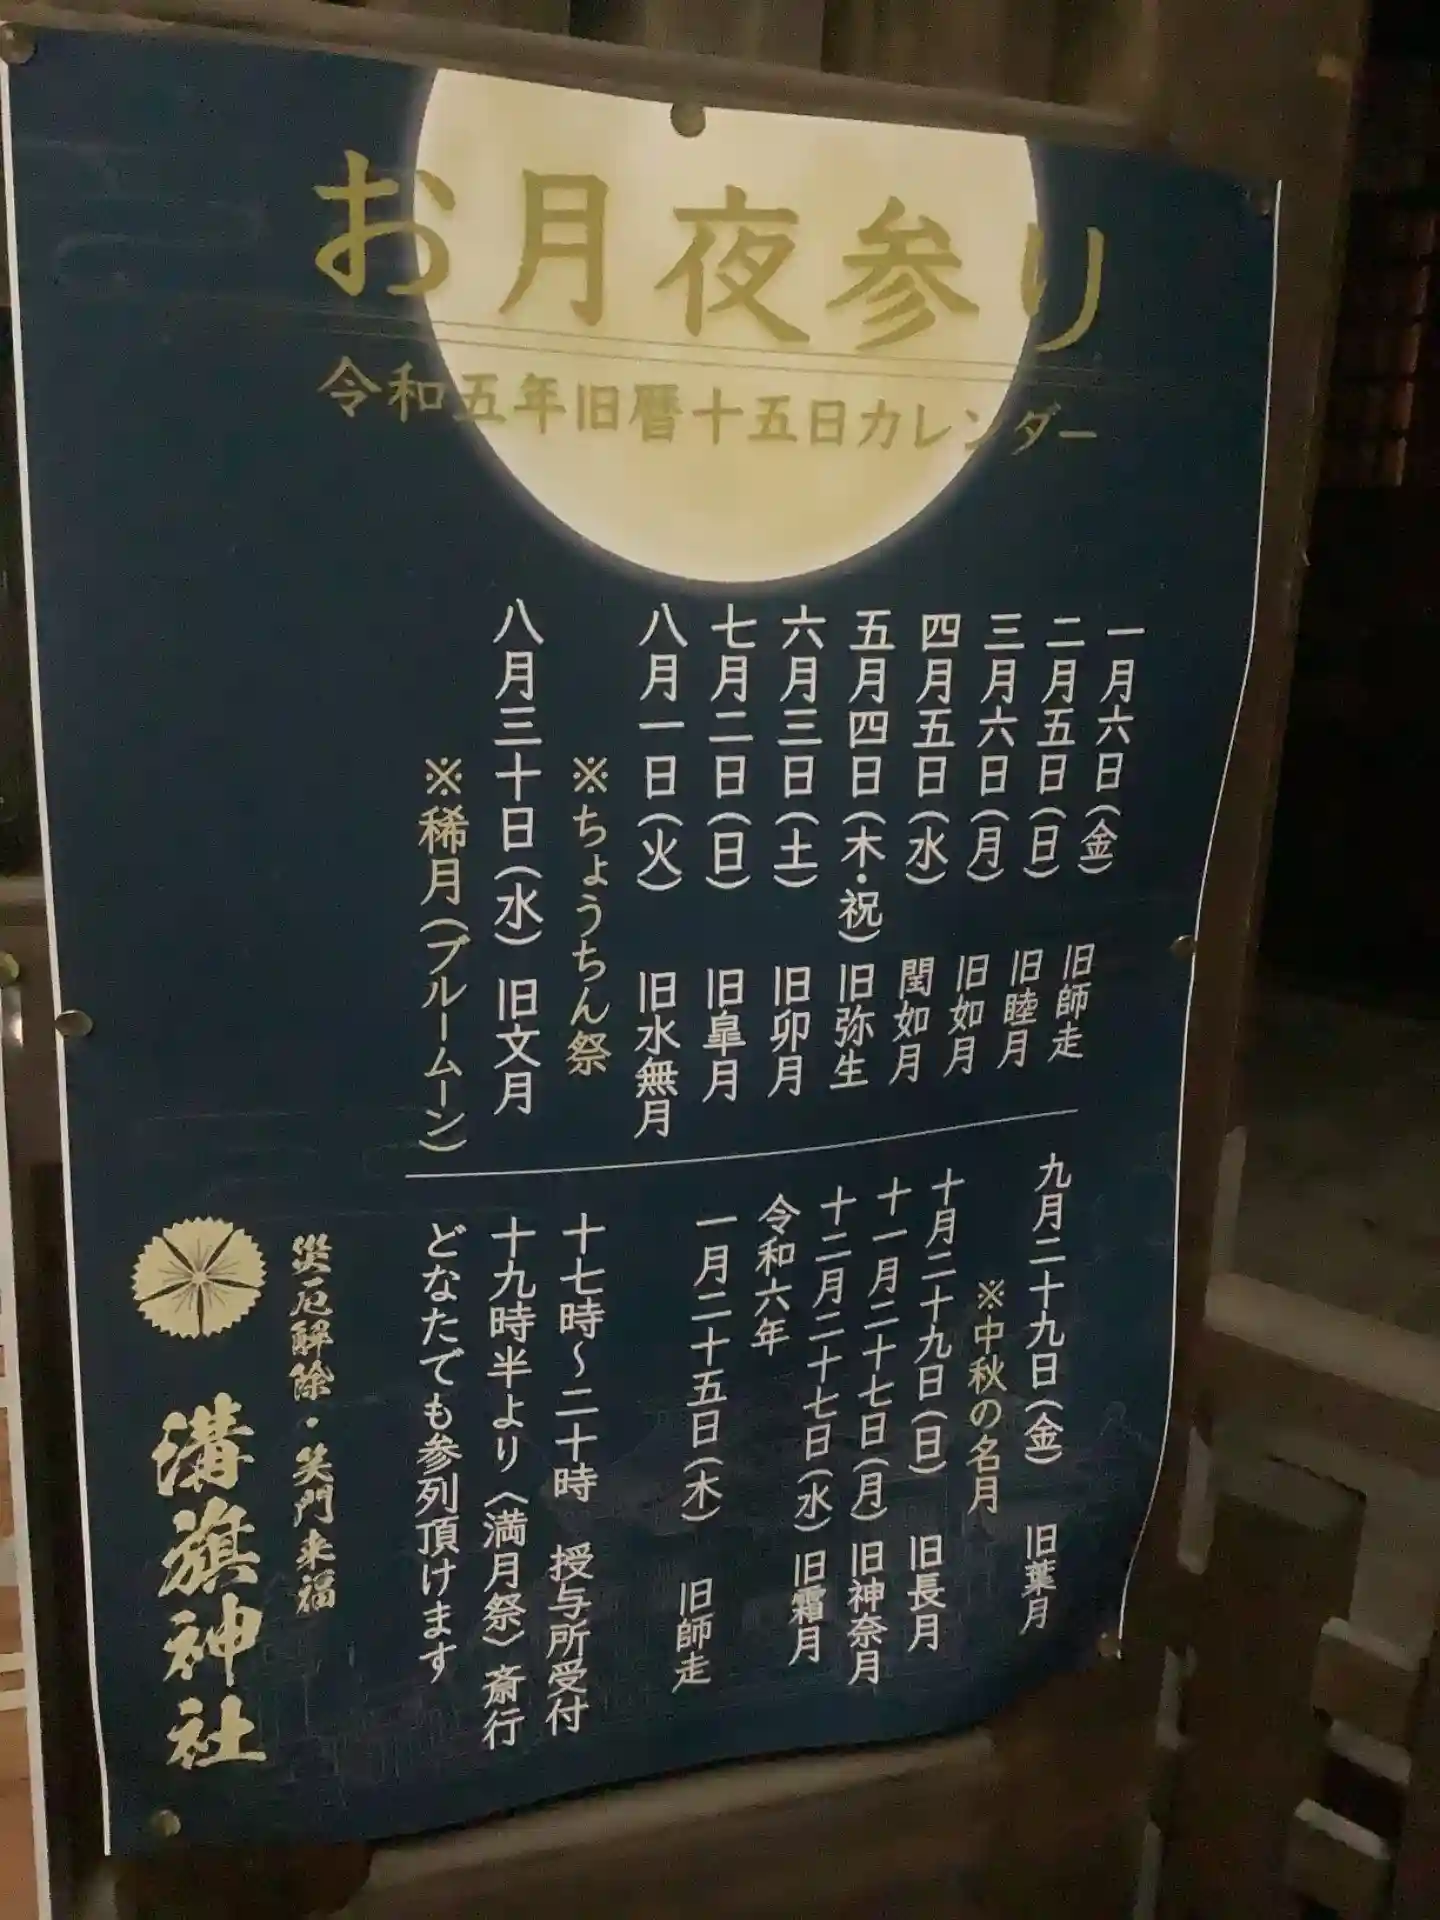 お月夜参り
令和五年旧暦十五日カレンダー
一月六日(金) 旧師走
二月五日(日) 旧睦月
三月六日(月) 旧如月
四月五日(水) 閏如月
五月四日(木・祝) 旧弥生
六月三日(土) 旧卯月
七月二日(日) 旧皐月
八月一日(火) 旧水無月
※ちょうちん祭
八月三十日(水) 旧文月
※稀月(ブルームーン)
九月二十九日(金) 旧葉月
※中秋の名月
十月二十九日(日) 旧長月
十一月二十七日(月) 旧神奈月
十二月二十七日(水) 旧霜月
令和六年
一月二十五日(木) 旧師走
十七時〜二十時 授与所受付
十九時半より〈満月祭〉斎行
どなたでも参列頂けます
災厄解除・笑門来福
溝旗神社